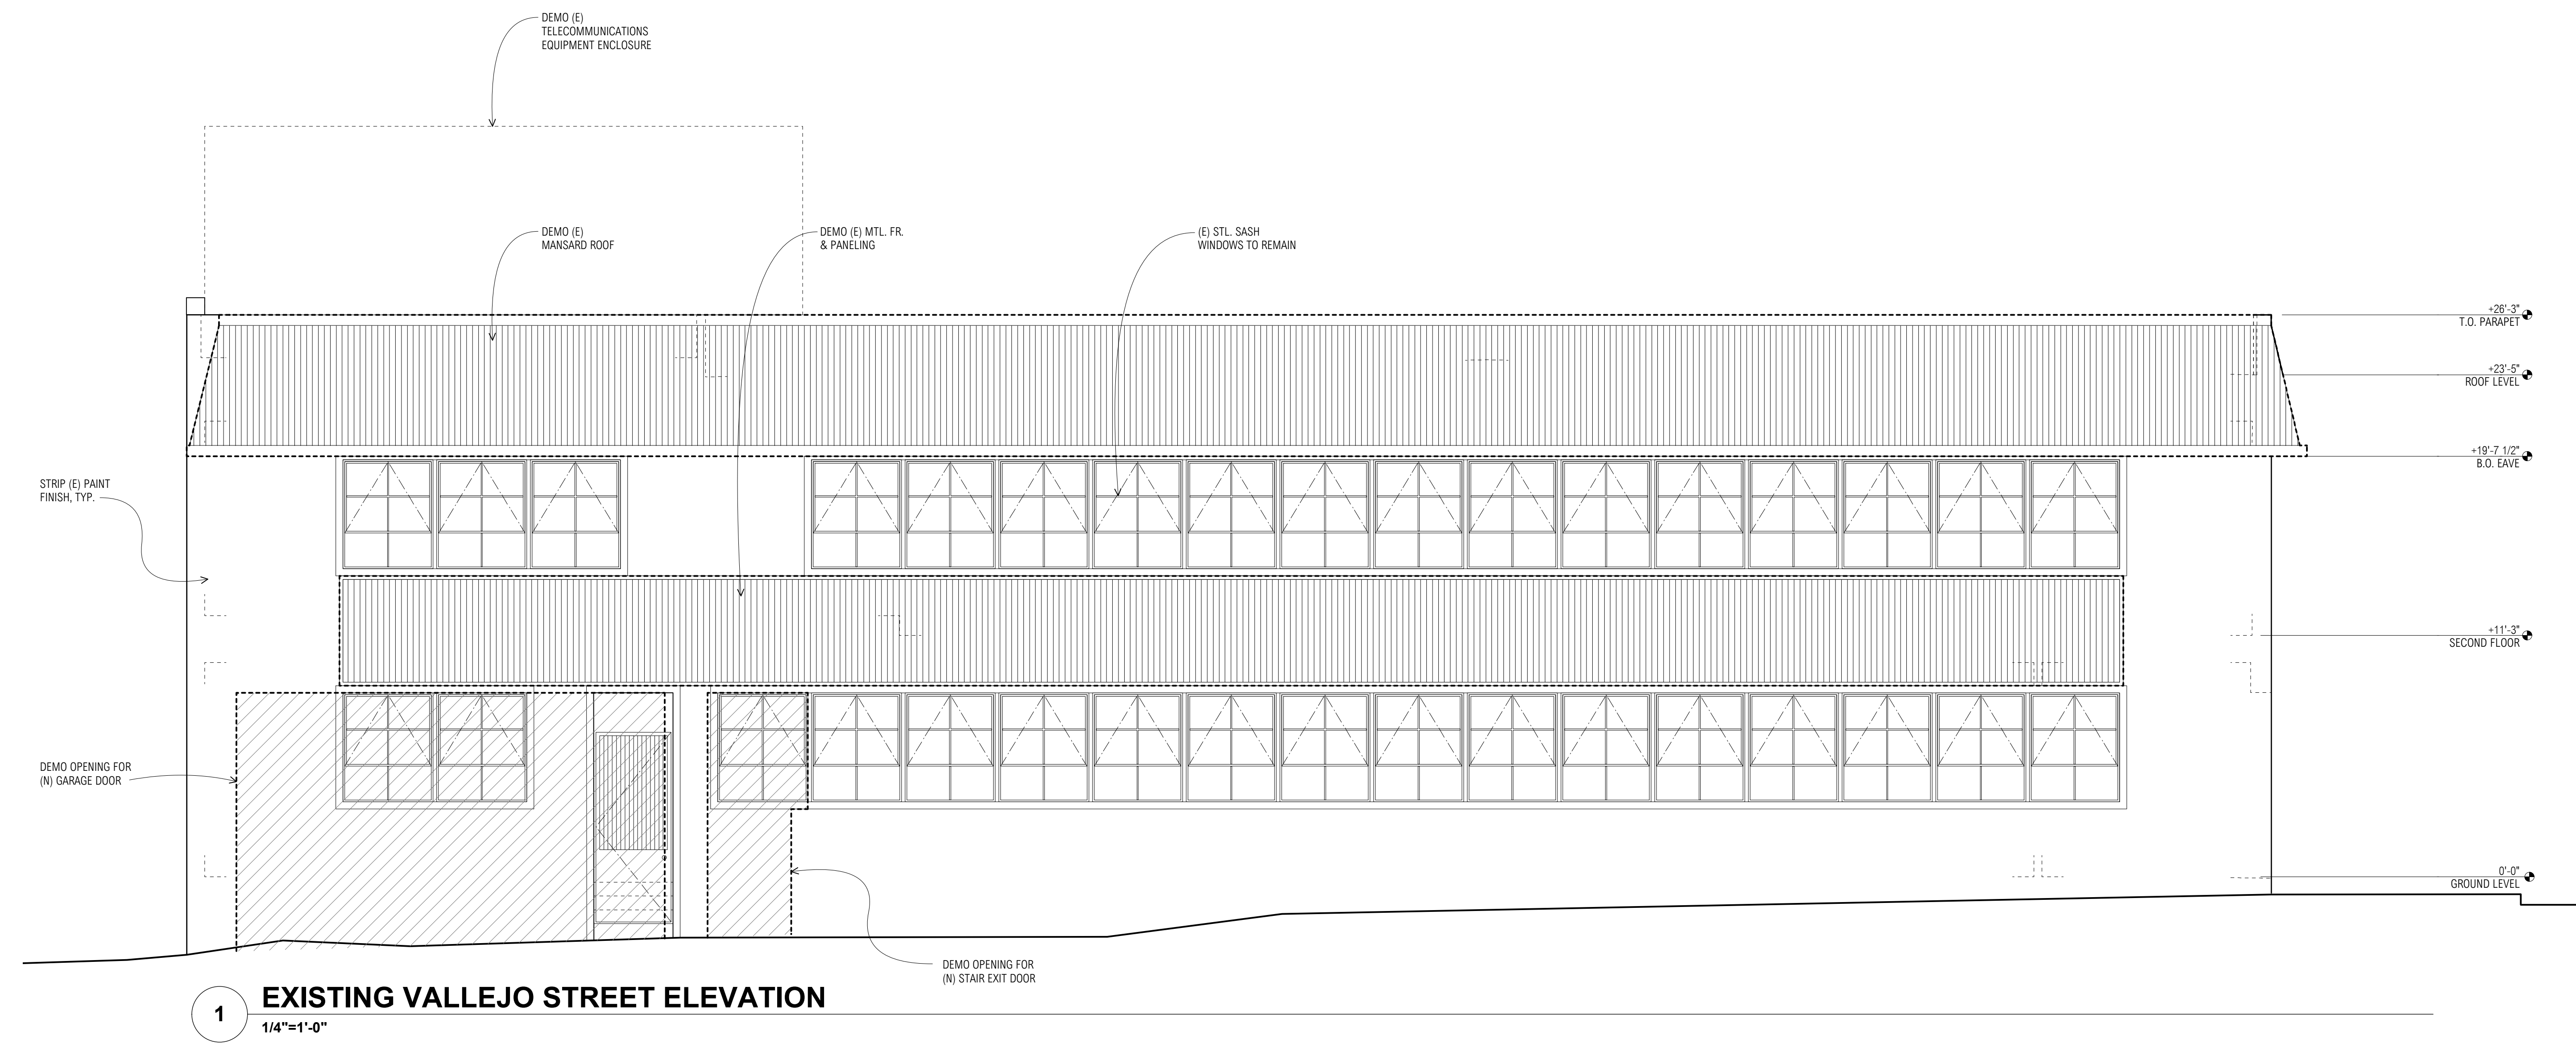 DEMO (E)
TELECOMMUNICATIONS
EQUIPMENT ENCLOSURE
DEMO (E)
MANSARD ROOF
DEMO (E) MTL. FR.
& PANELING
(E) STL. SASH
WINDOWS TO REMAIN
+26'-3"
T.O. PARAPET
+23'-5"
ROOF LEVEL
+19'-7 1/2"
B.O. EAVE
STRIP (E) PAINT
FINISH, TYP.
+11'-3"
SECOND FLOOR
DEMO OPENING FOR
(N) GARAGE DOOR
0'-0"
GROUND LEVEL
DEMO OPENING FOR
(N) STAIR EXIT DOOR
1
EXISTING VALLEJO STREET ELEVATION
1/4"=1'-0"